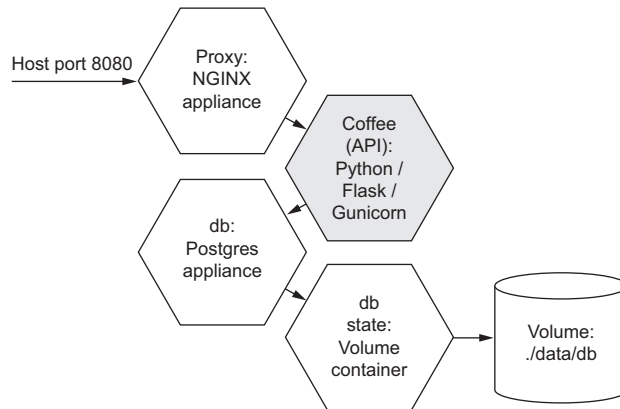 Host port 8080
Proxy:
NGINX
appliance
Coffee
(API):
Python /
Flask /
Gunicorn
db:
Postgres
appliance
db
state:
Volume
container
Volume:
./data/db